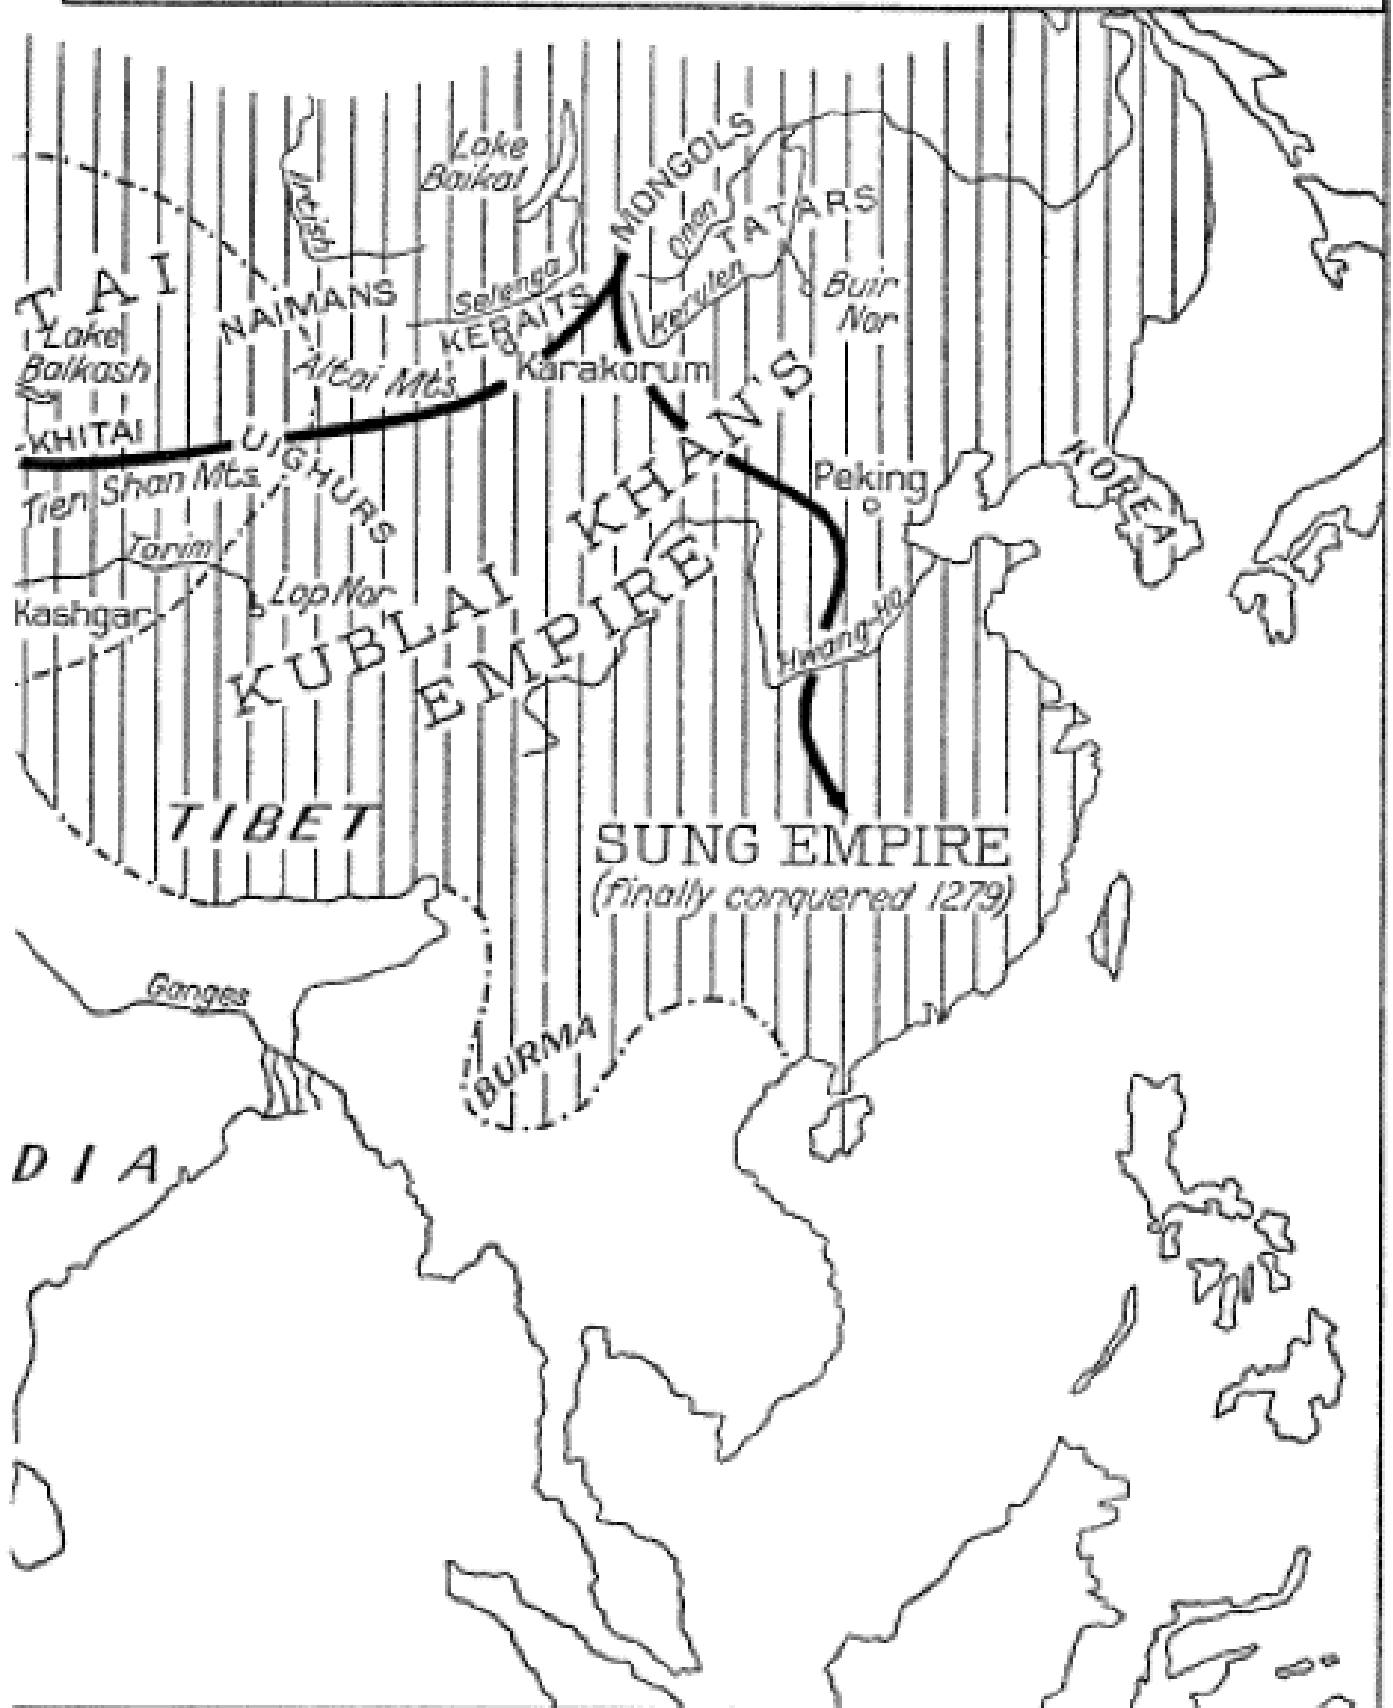 Lake
Baikal
MONGOLS
Irtish
Onon
TATARS
TAI
NAIMANS
Selenga
KERAITS
Kerulen
Buir
Nor
Lake
Balkash
Altai Mts.
Karakorum
KHITAI
UIGHURS
Tien Shan Mts.
Peking
KOREA
Tarim
Lop Nor
Kashgar
KUBLAI KHAN'S
EMPIRE
Hwang-Ho
TIBET
SUNG EMPIRE
(finally conquered 1279)
Ganges
BURMA
DIA